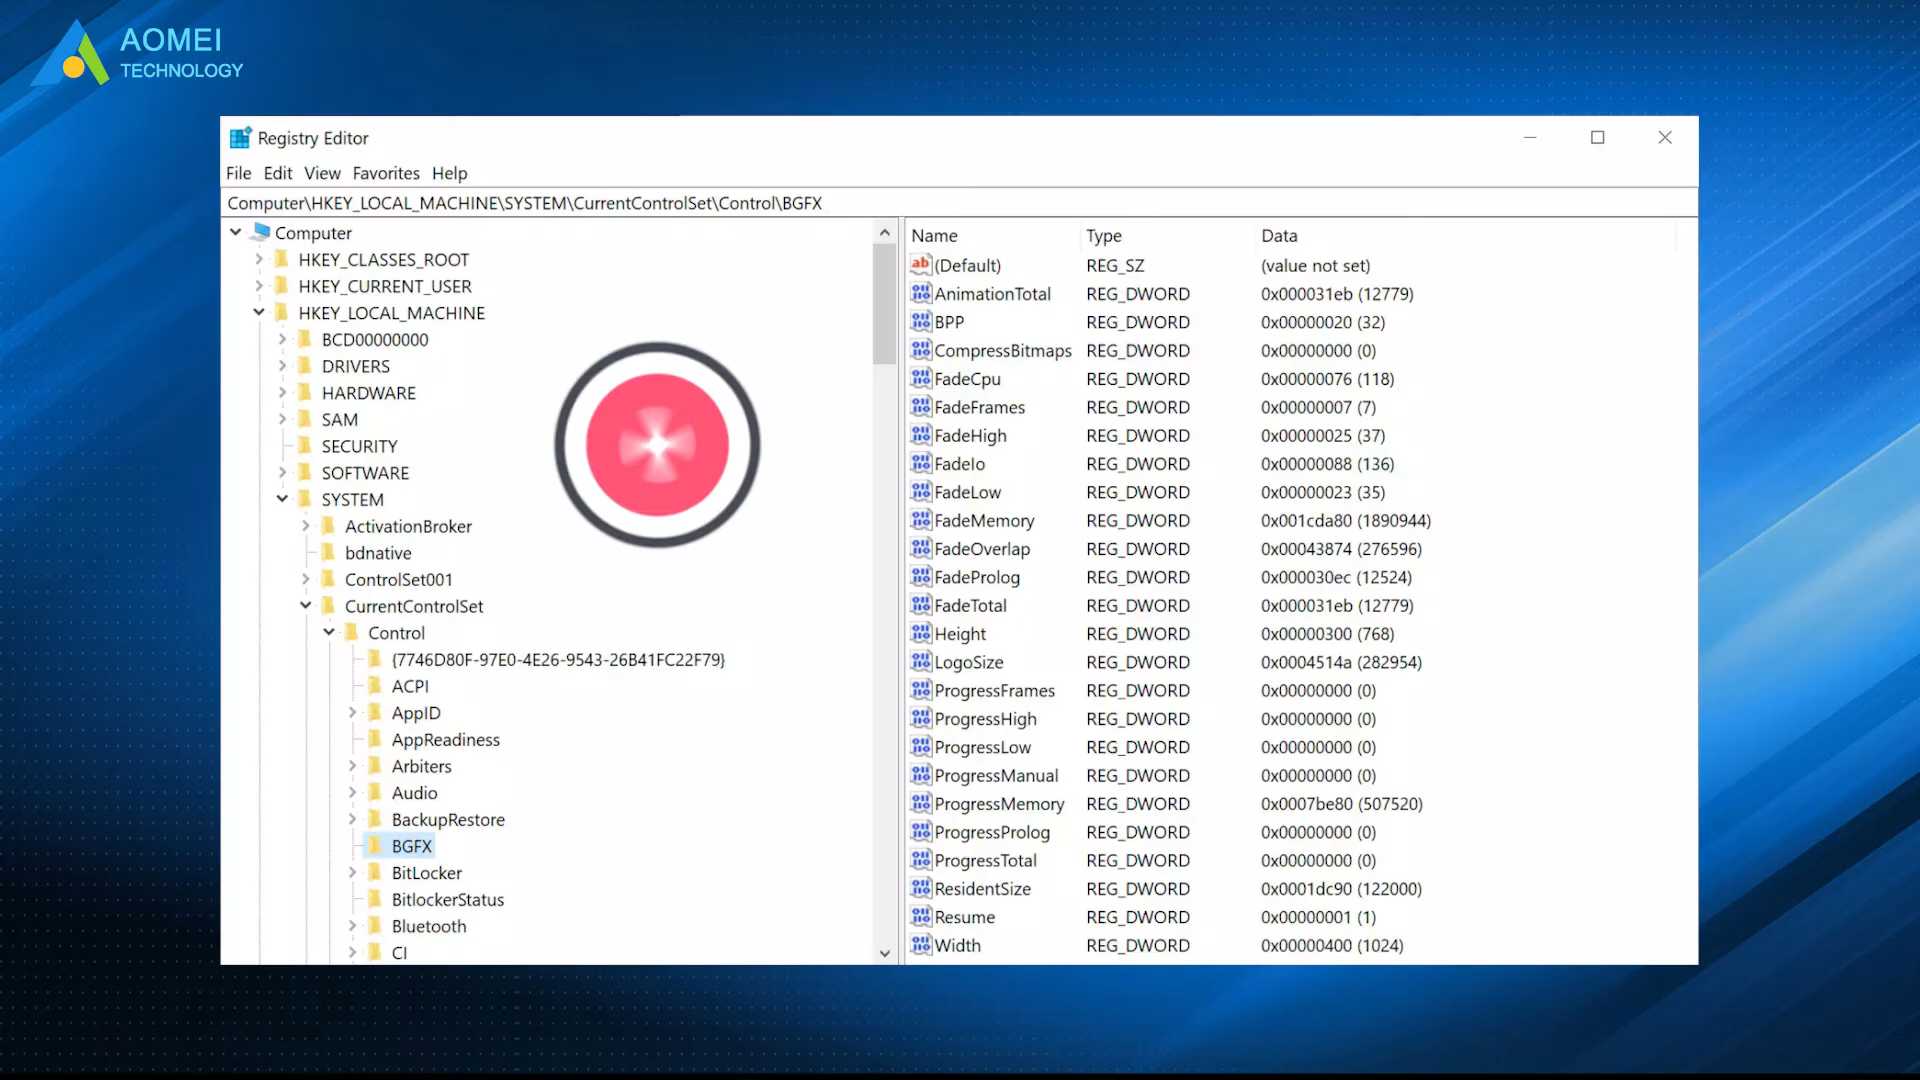 AOMEI
TECHNOLOGY
Registry Editor
File Edit View Favorites Help
Computer\HKEY_LOCAL_MACHINE\SYSTEM\CurrentControlSet\Control\BGFX
Computer
HKEY_CLASSES_ROOT
HKEY_CURRENT_USER
HKEY_LOCAL_MACHINE
BCD00000000
DRIVERS
HARDWARE
SAM
SECURITY
SOFTWARE
SYSTEM
ActivationBroker
bdnative
ControlSet001
CurrentControlSet
Control
{7746D80F-97E0-4E26-9543-26B41FC22F79}
ACPI
AppID
AppReadiness
Arbiters
Audio
BackupRestore
BGFX
BitLocker
BitlockerStatus
Bluetooth
CI
Name Type Data
(Default) REG_SZ (value not set)
AnimationTotal REG_DWORD 0x000031eb (12779)
BPP REG_DWORD 0x00000020 (32)
CompressBitmaps REG_DWORD 0x00000000 (0)
FadeCpu REG_DWORD 0x00000076 (118)
FadeFrames REG_DWORD 0x00000007 (7)
FadeHigh REG_DWORD 0x00000025 (37)
FadeIo REG_DWORD 0x00000088 (136)
FadeLow REG_DWORD 0x00000023 (35)
FadeMemory REG_DWORD 0x001cda80 (1890944)
FadeOverlap REG_DWORD 0x00043874 (276596)
FadeProlog REG_DWORD 0x000030ec (12524)
FadeTotal REG_DWORD 0x000031eb (12779)
Height REG_DWORD 0x00000300 (768)
LogoSize REG_DWORD 0x0004514a (282954)
ProgressFrames REG_DWORD 0x00000000 (0)
ProgressHigh REG_DWORD 0x00000000 (0)
ProgressLow REG_DWORD 0x00000000 (0)
ProgressManual REG_DWORD 0x00000000 (0)
ProgressMemory REG_DWORD 0x0007be80 (507520)
ProgressProlog REG_DWORD 0x00000000 (0)
ProgressTotal REG_DWORD 0x00000000 (0)
ResidentSize REG_DWORD 0x0001dc90 (122000)
Resume REG_DWORD 0x00000001 (1)
Width REG_DWORD 0x00000400 (1024)